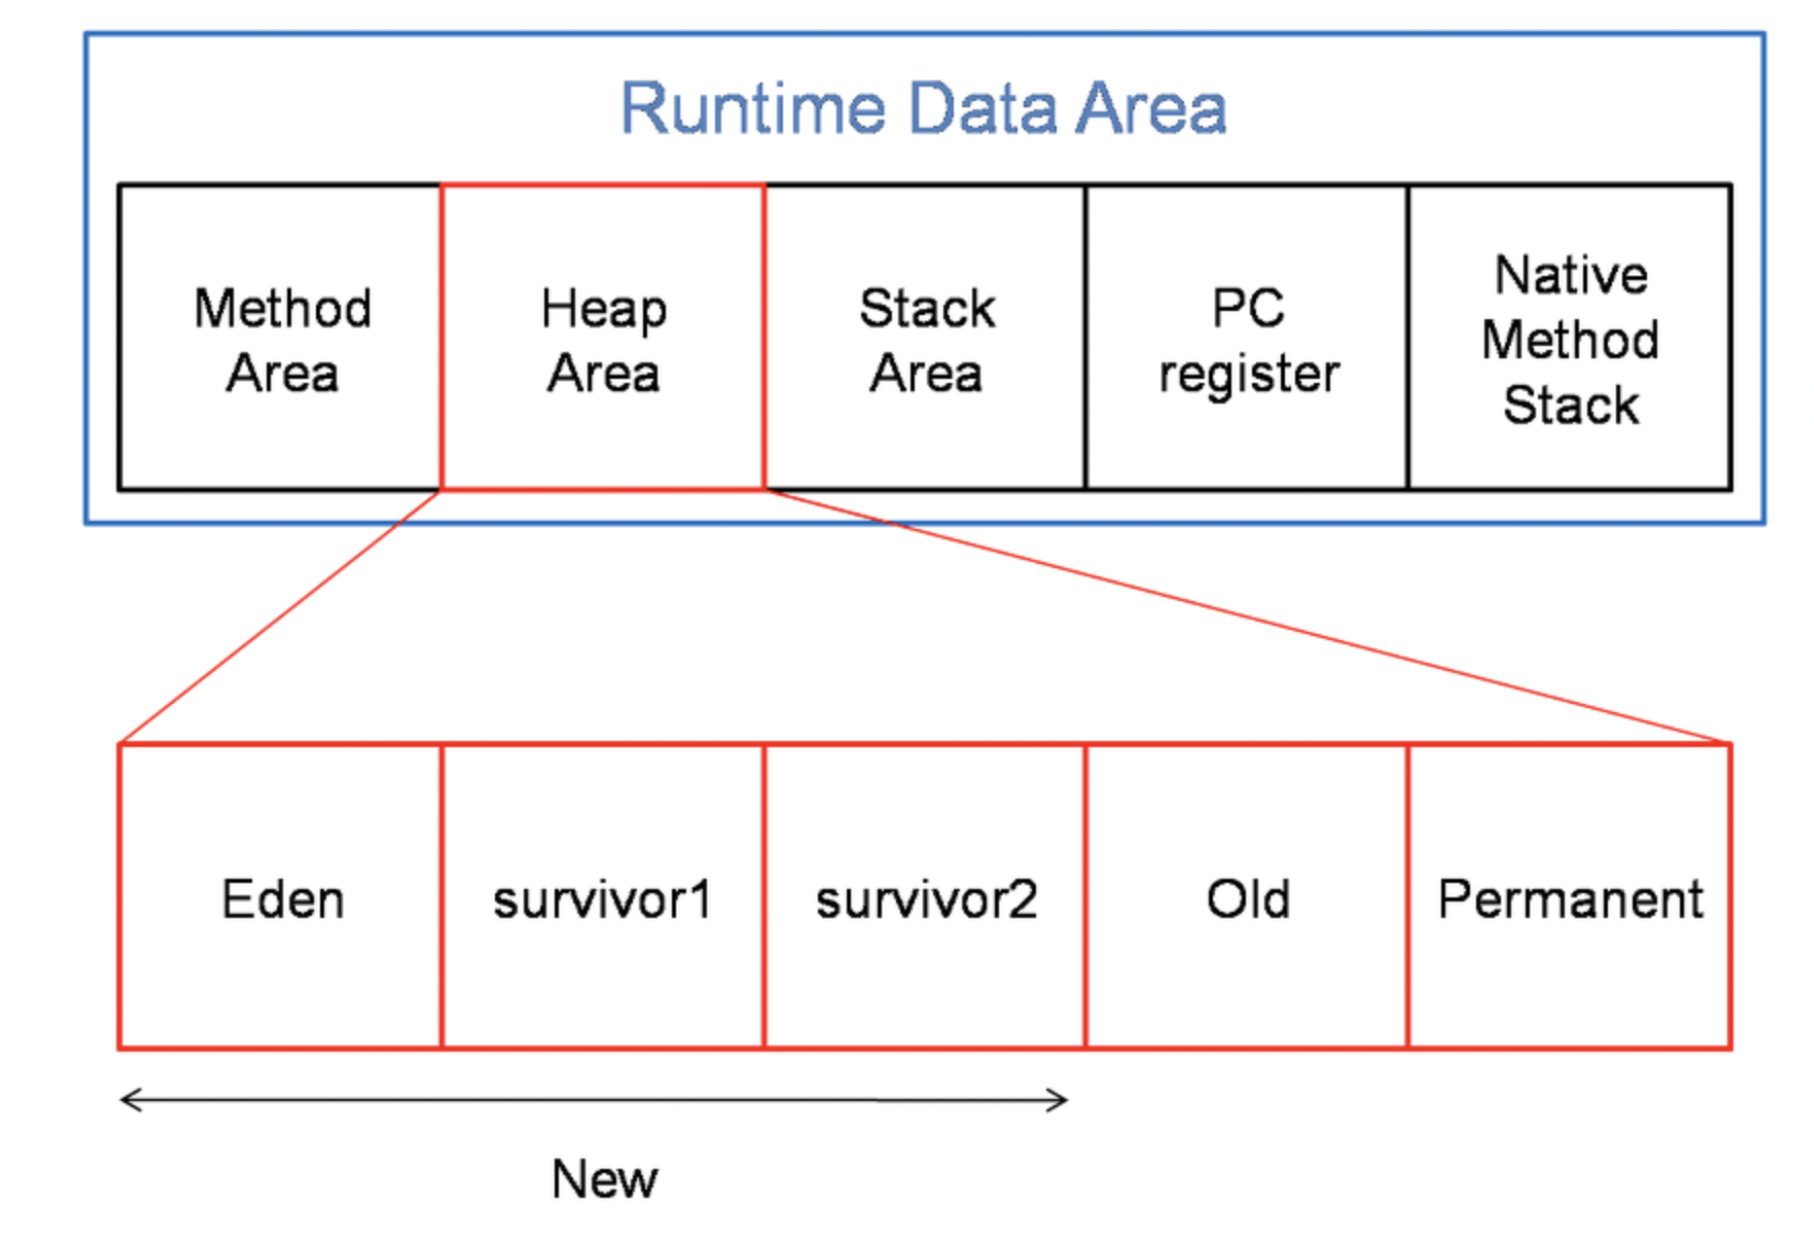 Runtime Data Area
Method
Area
Heap
Area
Stack
Area
PC
register
Native
Method
Stack
Eden
survivor1
survivor2
Old
Permanent
New